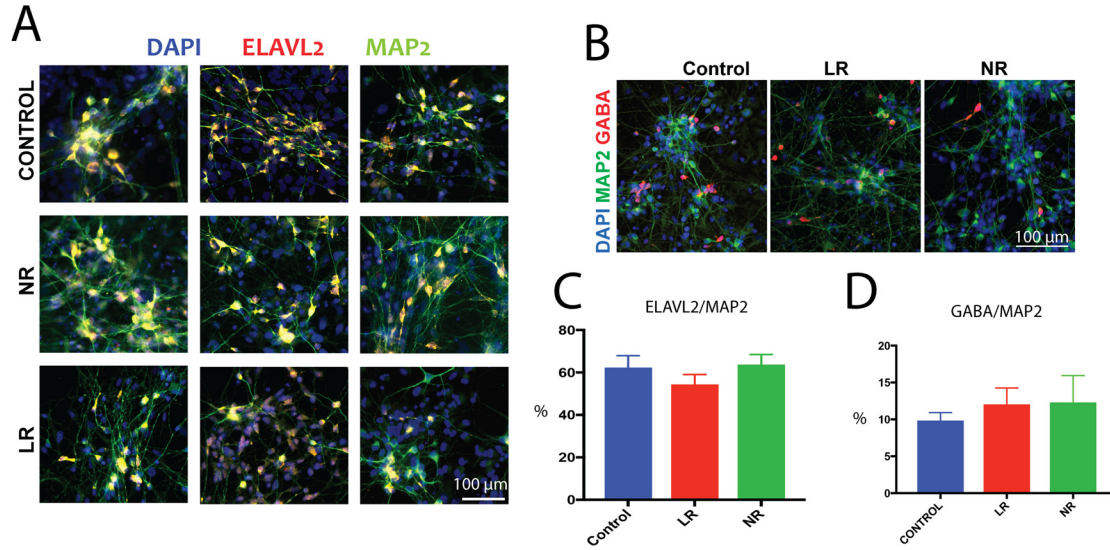 A
DAPI ELAVL2 MAP2
CONTROL
NR
LR
100 µm
B
Control LR NR
DAPI MAP2 GABA
100 µm
C
ELAVL2/MAP2
80
60
40
20
0
%
Control LR NR
D
GABA/MAP2
20
15
10
5
0
%
CONTROL LR NR